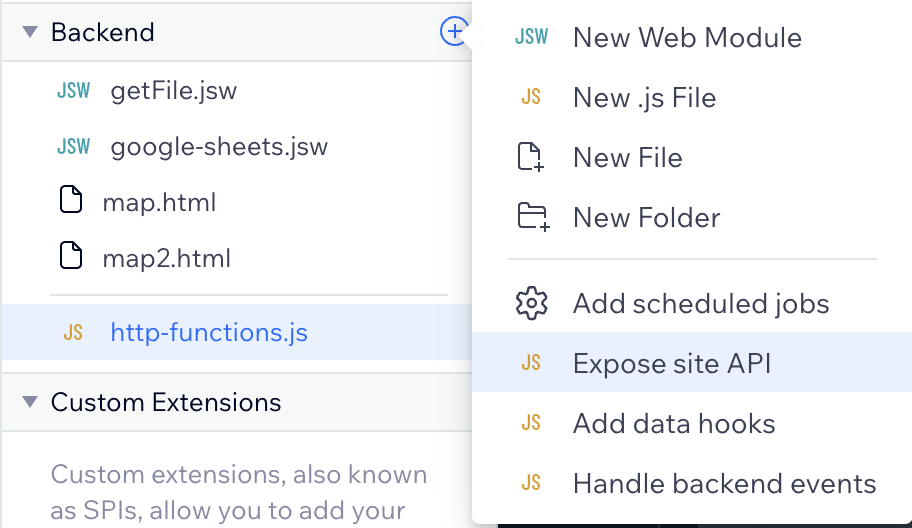 Backend
JSW getFile.jsw
JSW google-sheets.jsw
map.html
map2.html
JS http-functions.js
Custom Extensions
Custom extensions, also known
as SPIs, allow you to add your
JSW New Web Module
JS New .js File
New File
New Folder
Add scheduled jobs
JS Expose site API
JS Add data hooks
JS Handle backend events